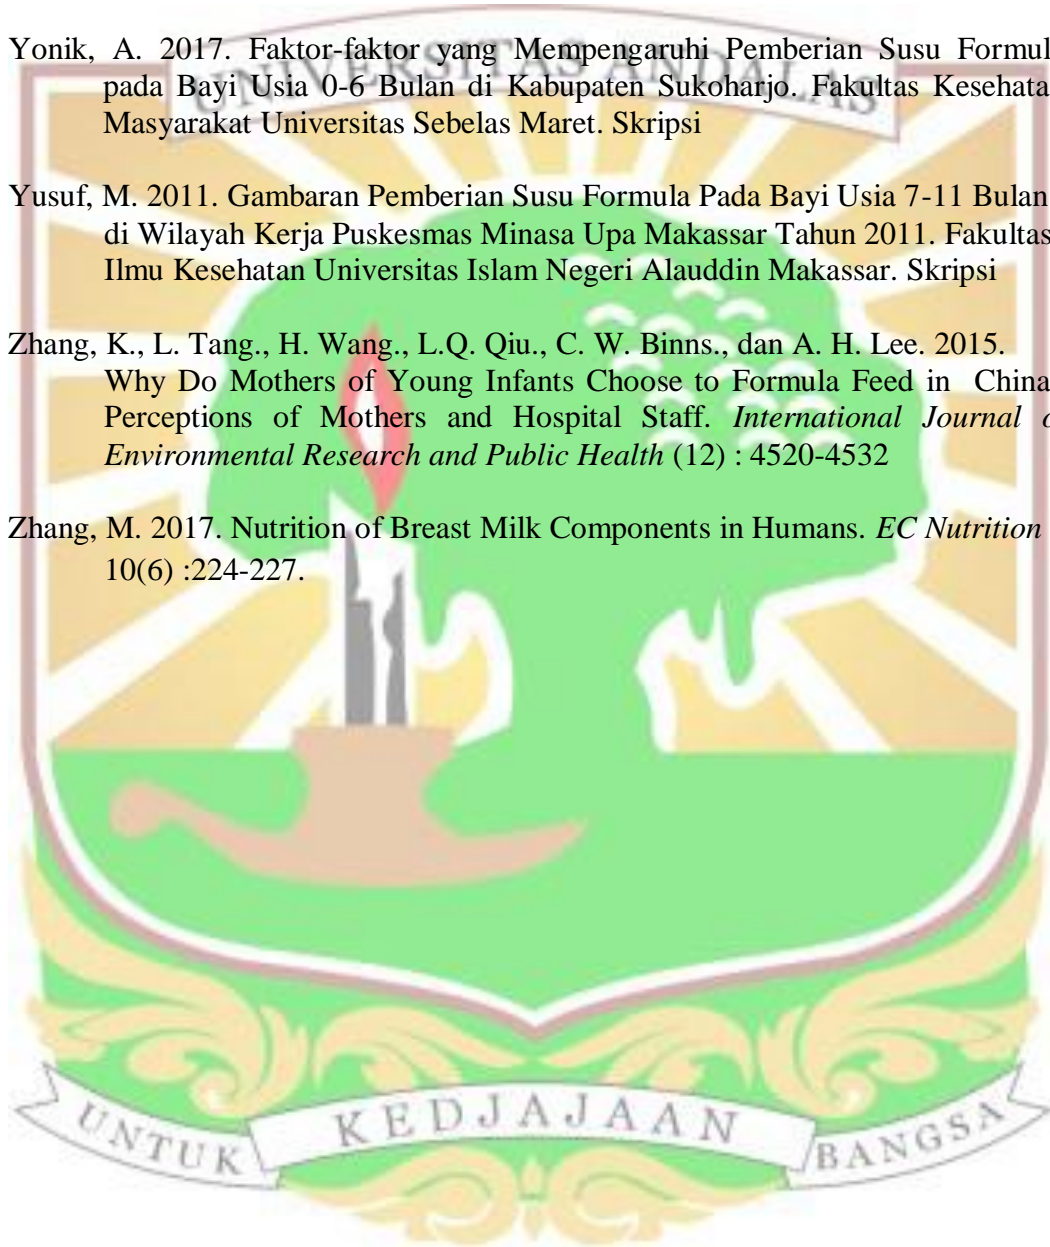 UNIVERSITAS ANDALAS
Yonik, A. 2017. Faktor-faktor yang Mempengaruhi Pemberian Susu Formul
pada Bayi Usia 0-6 Bulan di Kabupaten Sukoharjo. Fakultas Kesehata
Masyarakat Universitas Sebelas Maret. Skripsi
Yusuf, M. 2011. Gambaran Pemberian Susu Formula Pada Bayi Usia 7-11 Bulan
di Wilayah Kerja Puskesmas Minasa Upa Makassar Tahun 2011. Fakultas
Ilmu Kesehatan Universitas Islam Negeri Alauddin Makassar. Skripsi
Zhang, K., L. Tang., H. Wang., L.Q. Qiu., C. W. Binns., dan A. H. Lee. 2015.
Why Do Mothers of Young Infants Choose to Formula Feed in China
Perceptions of Mothers and Hospital Staff. International Journal o
Environmental Research and Public Health (12) : 4520-4532
Zhang, M. 2017. Nutrition of Breast Milk Components in Humans. EC Nutrition
10(6) :224-227.
UNTUK KEDJAJAAN BANGSA